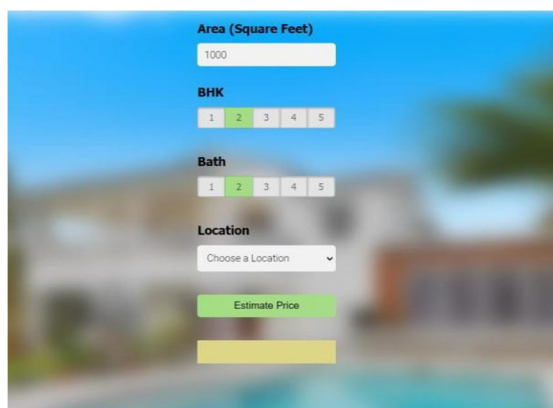 Area (Square Feet)
1000
BHK
1 2 3 4 5
Bath
1 2 3 4 5
Location
Choose a Location
Estimate Price